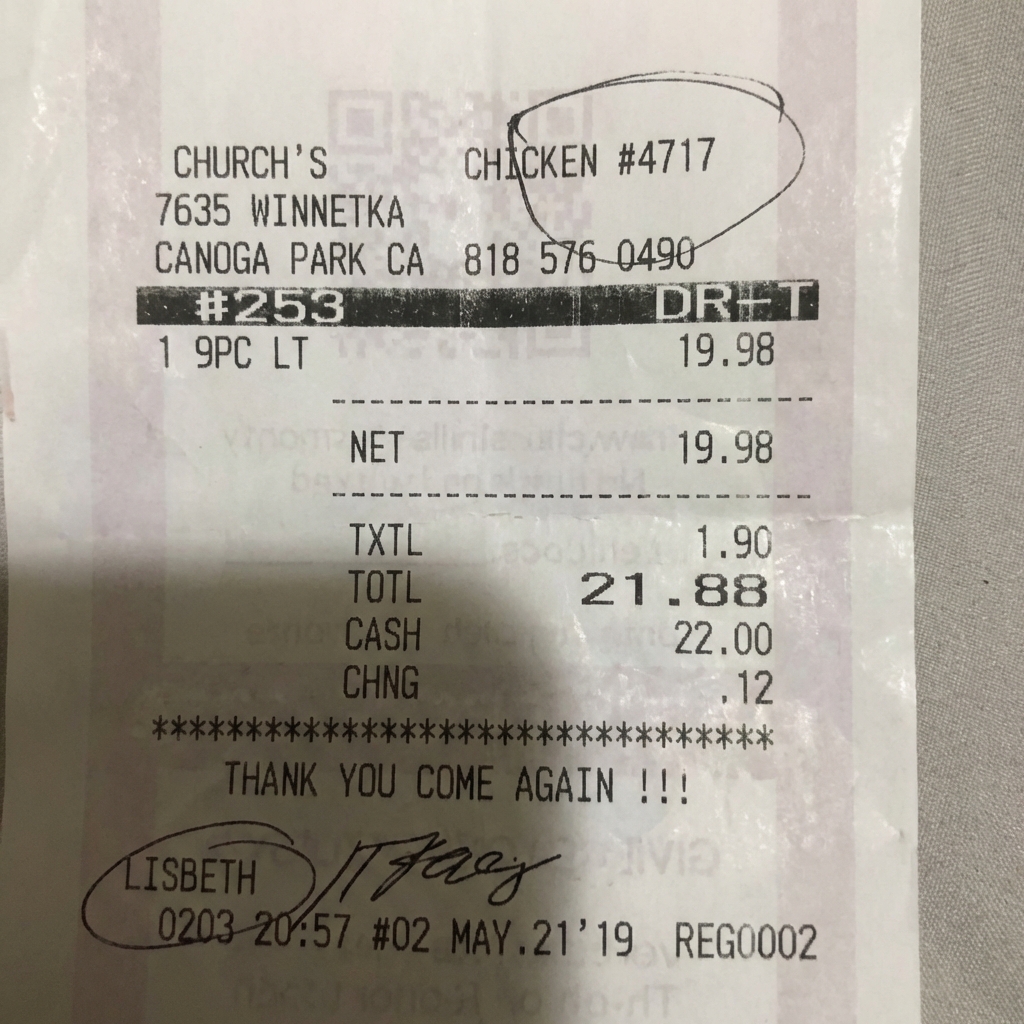 CHURCH'S CHICKEN #4717
7635 WINNETKA
CANOGA PARK CA 818 576 0490
#253 DR-T
1 9PC LT 19.98
NET 19.98
TXTL 1.90
TOTL 21.88
CASH 22.00
CHNG .12
*********************************
THANK YOU COME AGAIN !!!
LISBETH
0203 20:57 #02 MAY.21'19 REG0002